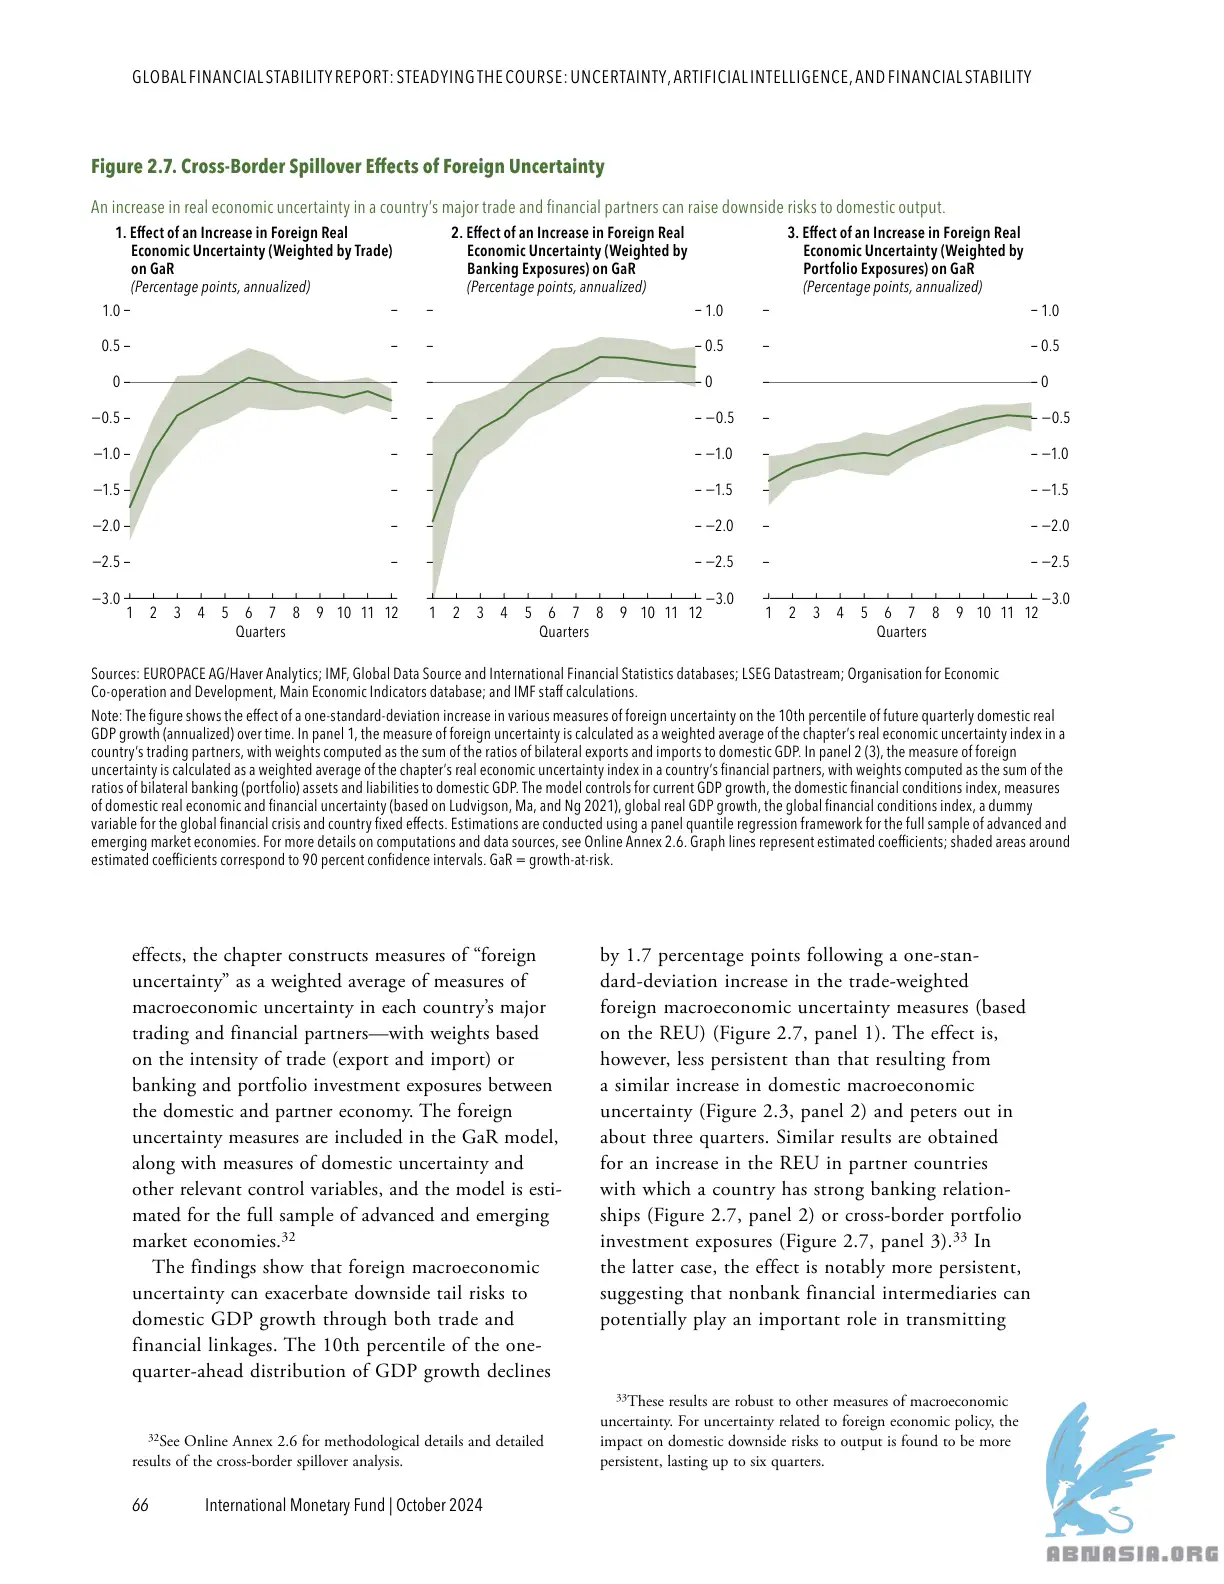 GLOBAL FINANCIAL STABILITY REPORT: STEADYING THE COURSE: UNCERTAINTY, ARTIFICIAL INTELLIGENCE, AND FINANCIAL STABILITY
Figure 2.7. Cross-Border Spillover Effects of Foreign Uncertainty
An increase in real economic uncertainty in a country's major trade and financial partners can raise downside risks to domestic output.
1. Effect of an Increase in Foreign Real
Economic Uncertainty (Weighted by Trade)
on GaR
(Percentage points, annualized)
1.0
0.5
0
−0.5
−1.0
−1.5
−2.0
−2.5
−3.0
1 2 3 4 5 6 7 8 9 10 11 12
Quarters
2. Effect of an Increase in Foreign Real
Economic Uncertainty (Weighted by
Banking Exposures) on GaR
(Percentage points, annualized)
1.0
0.5
0
−0.5
−1.0
−1.5
−2.0
−2.5
−3.0
1 2 3 4 5 6 7 8 9 10 11 12
Quarters
3. Effect of an Increase in Foreign Real
Economic Uncertainty (Weighted by
Portfolio Exposures) on GaR
(Percentage points, annualized)
1.0
0.5
0
−0.5
−1.0
−1.5
−2.0
−2.5
−3.0
1 2 3 4 5 6 7 8 9 10 11 12
Quarters
Sources: EUROPACE AG/Haver Analytics; IMF, Global Data Source and International Financial Statistics databases; LSEG Datastream; Organisation for Economic
Co-operation and Development, Main Economic Indicators database; and IMF staff calculations.
Note: The figure shows the effect of a one-standard-deviation increase in various measures of foreign uncertainty on the 10th percentile of future quarterly domestic real
GDP growth (annualized) over time. In panel 1, the measure of foreign uncertainty is calculated as a weighted average of the chapter's real economic uncertainty index in a
country's trading partners, with weights computed as the sum of the ratios of bilateral exports and imports to domestic GDP. In panel 2 (3), the measure of foreign
uncertainty is calculated as a weighted average of the chapter's real economic uncertainty index in a country's financial partners, with weights computed as the sum of the
ratios of bilateral banking (portfolio) assets and liabilities to domestic GDP. The model controls for current GDP growth, the domestic financial conditions index, measures
of domestic real economic and financial uncertainty (based on Ludvigson, Ma, and Ng 2021), global real GDP growth, the global financial conditions index, a dummy
variable for the global financial crisis and country fixed effects. Estimations are conducted using a panel quantile regression framework for the full sample of advanced and
emerging market economies. For more details on computations and data sources, see Online Annex 2.6. Graph lines represent estimated coefficients; shaded areas around
estimated coefficients correspond to 90 percent confidence intervals. GaR = growth-at-risk.
effects, the chapter constructs measures of “foreign
uncertainty” as a weighted average of measures of
macroeconomic uncertainty in each country’s major
trading and financial partners—with weights based
on the intensity of trade (export and import) or
banking and portfolio investment exposures between
the domestic and partner economy. The foreign
uncertainty measures are included in the GaR model,
along with measures of domestic uncertainty and
other relevant control variables, and the model is esti-
mated for the full sample of advanced and emerging
market economies.32
The findings show that foreign macroeconomic
uncertainty can exacerbate downside tail risks to
domestic GDP growth through both trade and
financial linkages. The 10th percentile of the one-
quarter-ahead distribution of GDP growth declines
32See Online Annex 2.6 for methodological details and detailed
results of the cross-border spillover analysis.
by 1.7 percentage points following a one-stan-
dard-deviation increase in the trade-weighted
foreign macroeconomic uncertainty measures (based
on the REU) (Figure 2.7, panel 1). The effect is,
however, less persistent than that resulting from
a similar increase in domestic macroeconomic
uncertainty (Figure 2.3, panel 2) and peters out in
about three quarters. Similar results are obtained
for an increase in the REU in partner countries
with which a country has strong banking relation-
ships (Figure 2.7, panel 2) or cross-border portfolio
investment exposures (Figure 2.7, panel 3).33 In
the latter case, the effect is notably more persistent,
suggesting that nonbank financial intermediaries can
potentially play an important role in transmitting
33These results are robust to other measures of macroeconomic
uncertainty. For uncertainty related to foreign economic policy, the
impact on domestic downside risks to output is found to be more
persistent, lasting up to six quarters.
66 International Monetary Fund | October 2024
ABNASIA.ORG